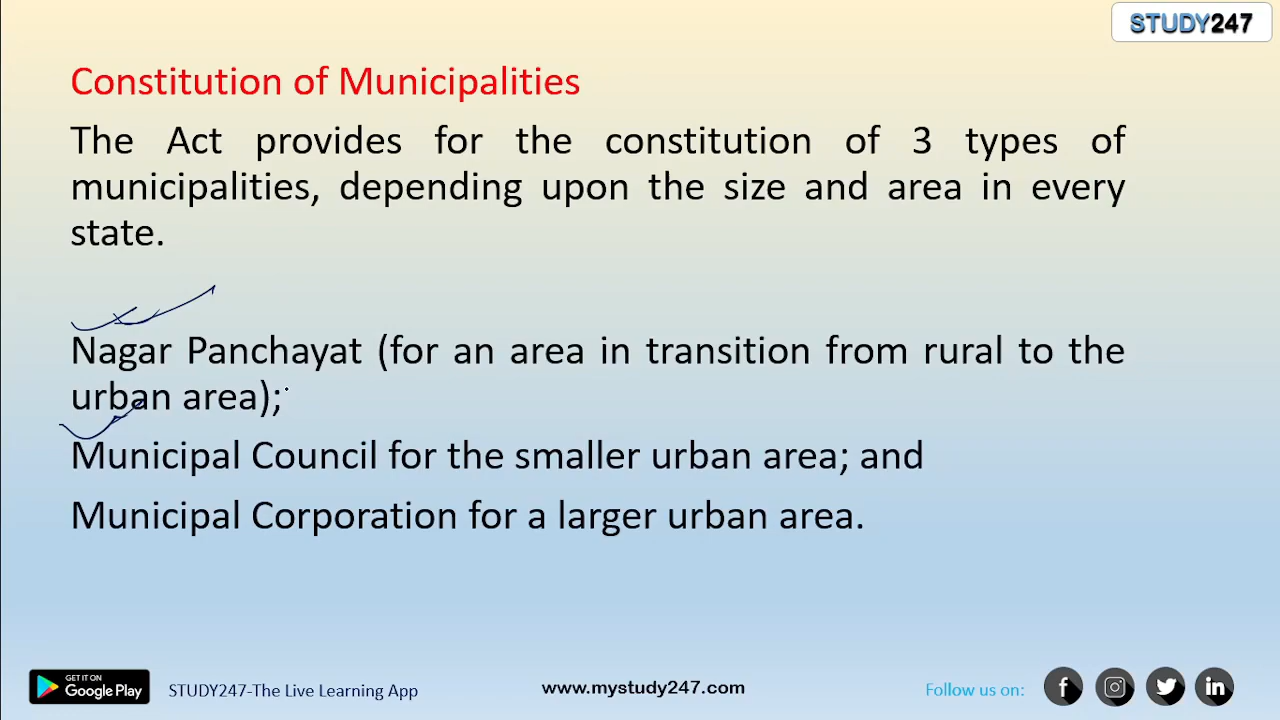 STUDY247
Constitution of Municipalities
The Act provides for the constitution of 3 types of
municipalities, depending upon the size and area in every
state.
Nagar Panchayat (for an area in transition from rural to the
urban area);
Municipal Council for the smaller urban area; and
Municipal Corporation for a larger urban area.
GET IT ON
Google Play
STUDY247-The Live Learning App
www.mystudy247.com
Follow us on: